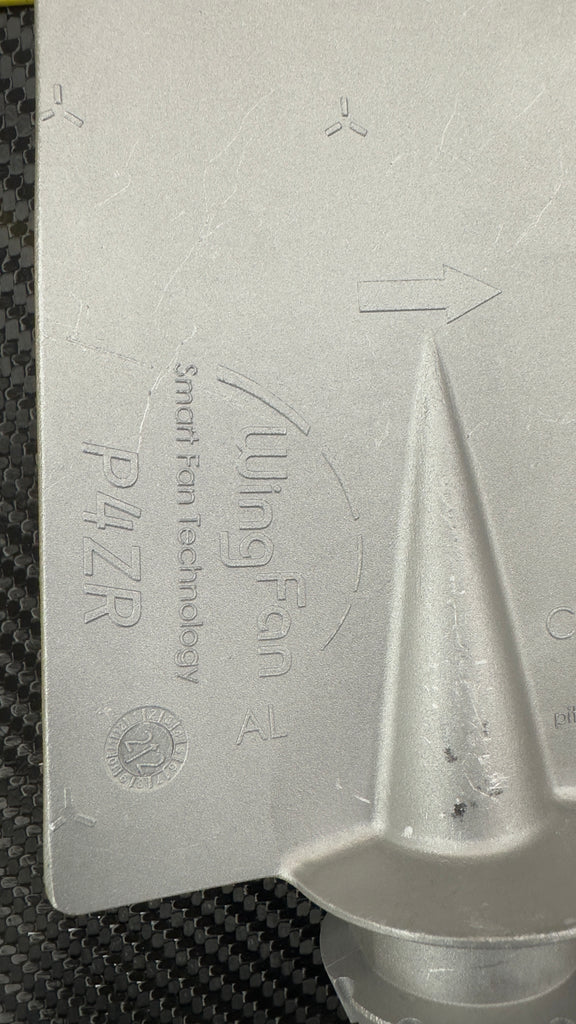 WingFan
Smart Fan Technology
P4ZR
AL